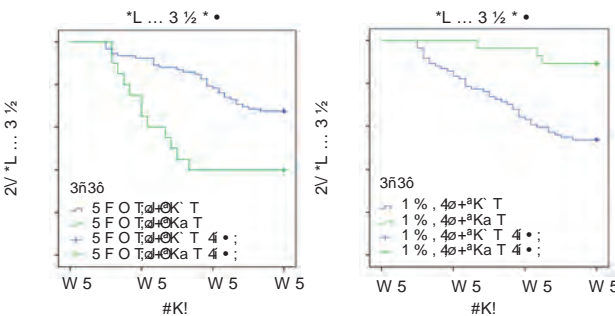 *L … 3 ½ * •
2\/ *L … 3 ½
3ñ3ô
5 F O T
5 F O T
5 F O T
5 F O T
W 5 W 5 W 5 W 5
#K!
*L … 3 ½ * •
2\/ *L … 3 ½
3ñ3ô
1 % , 4ø+ªK` T
1 % , 4ø+ªKa T
1 % , 4ø+ªK` T 4ï • ;
1 % , 4ø+ªKa T 4ï • ;
W 5 W 5 W 5 W 5
#K!